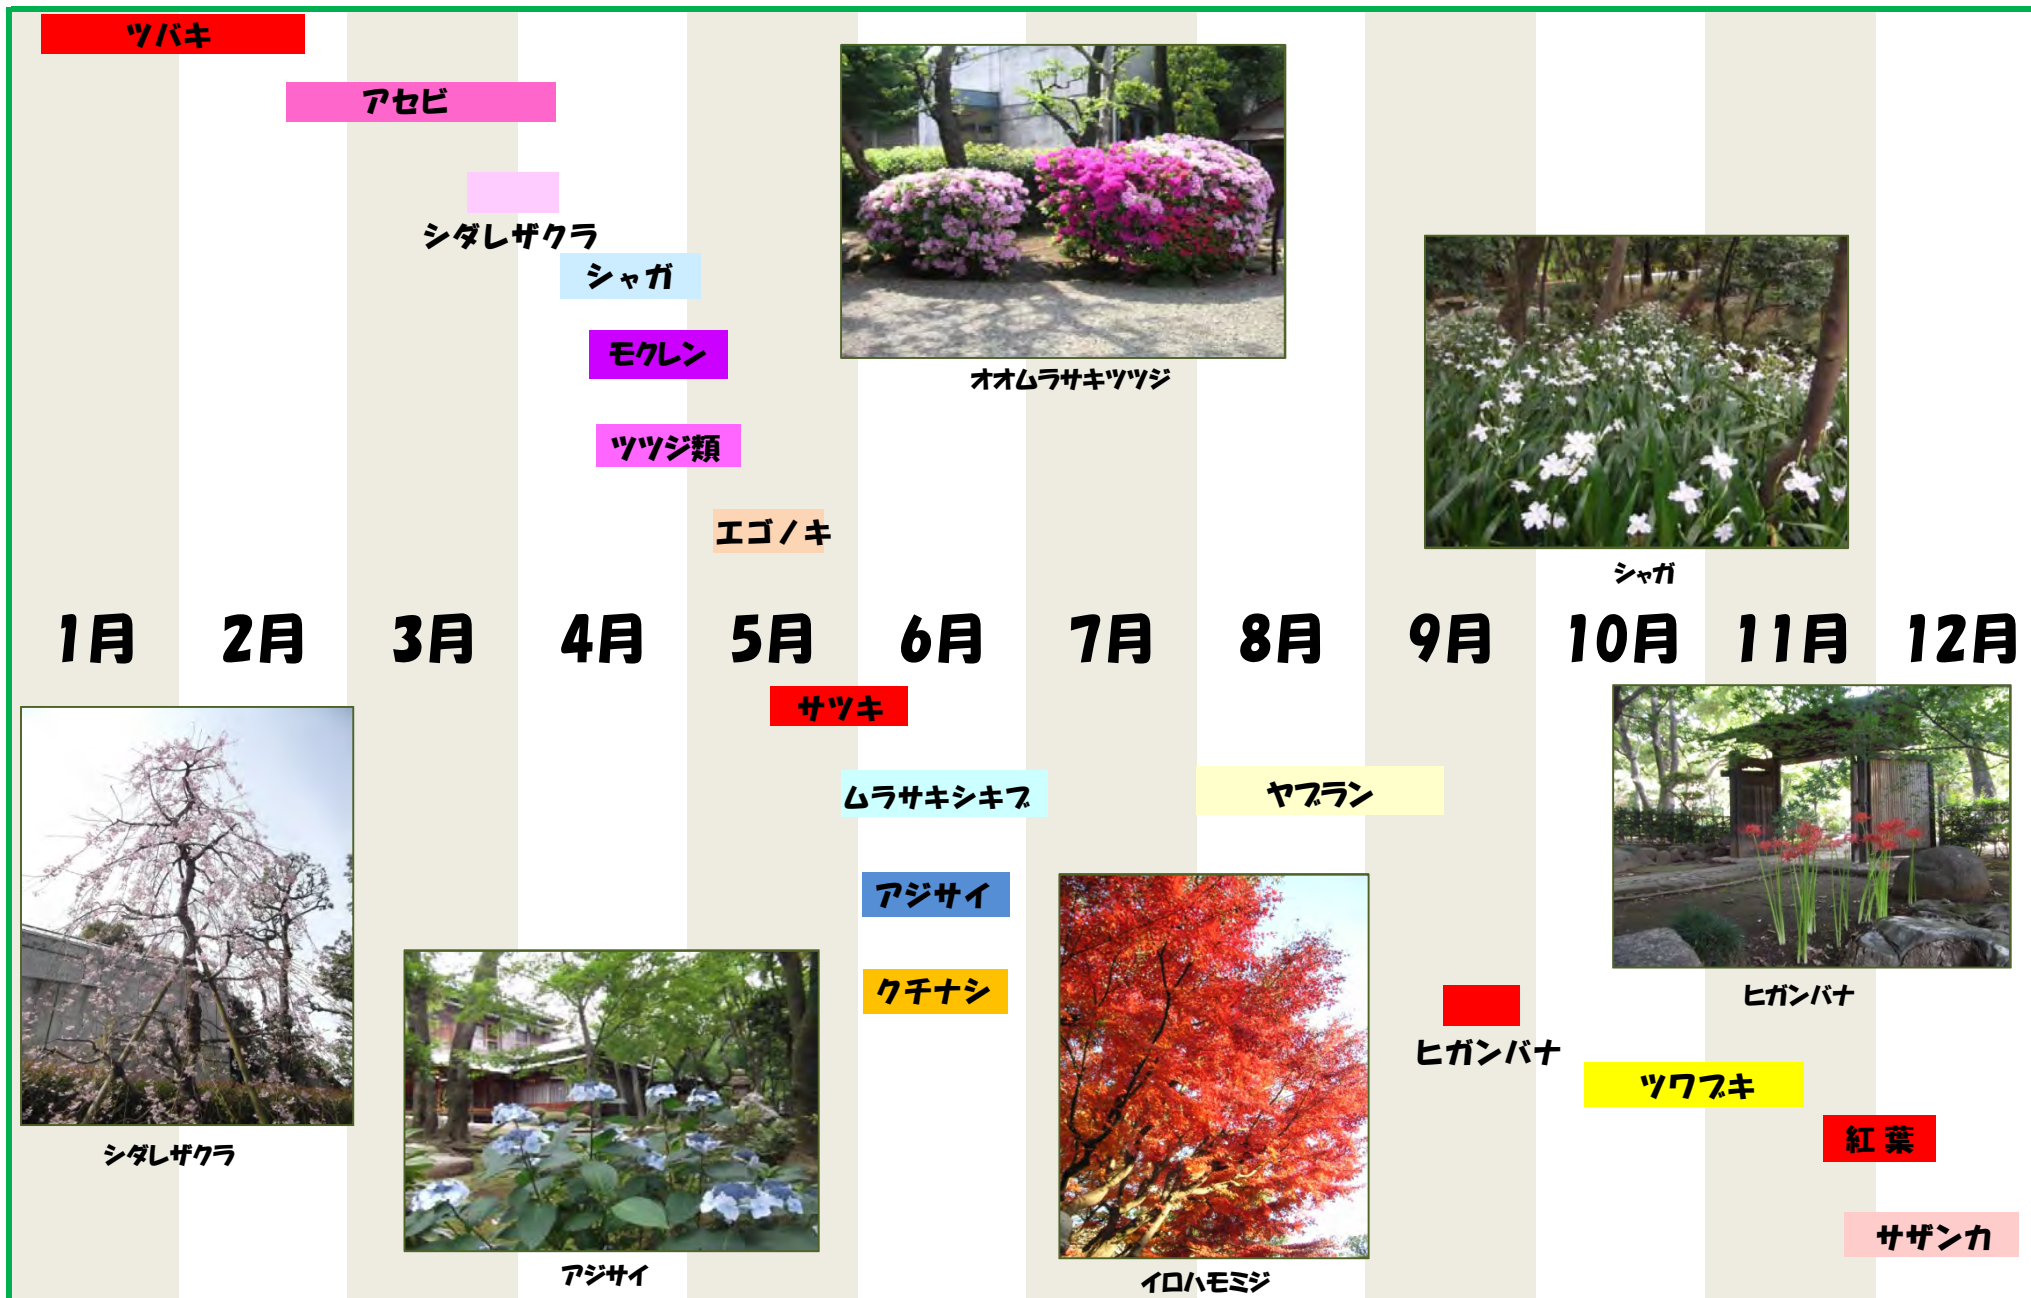 ツバキ
アセビ
シダレザクラ
シャガ
モクレン
ツツジ類
エゴノキ
オオムラサキツツジ
シャガ
1月 2月 3月 4月 5月 6月 7月 8月 9月 10月 11月 12月
サツキ
ムラサキシキブ
ヤブラン
アジサイ
クチナシ
ヒガンバナ
ヒガンバナ
ツワブキ
紅 葉
サザンカ
シダレザクラ
アジサイ
イロハモミジ